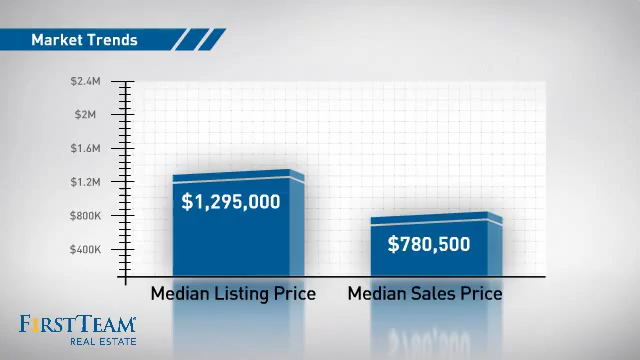 Market Trends
$2.4M
$2M
$1.6M
$1.2M
$800K
$400K
$1,295,000
$780,500
Median Listing Price
Median Sales Price
FIRSTTEAM®
REAL ESTATE